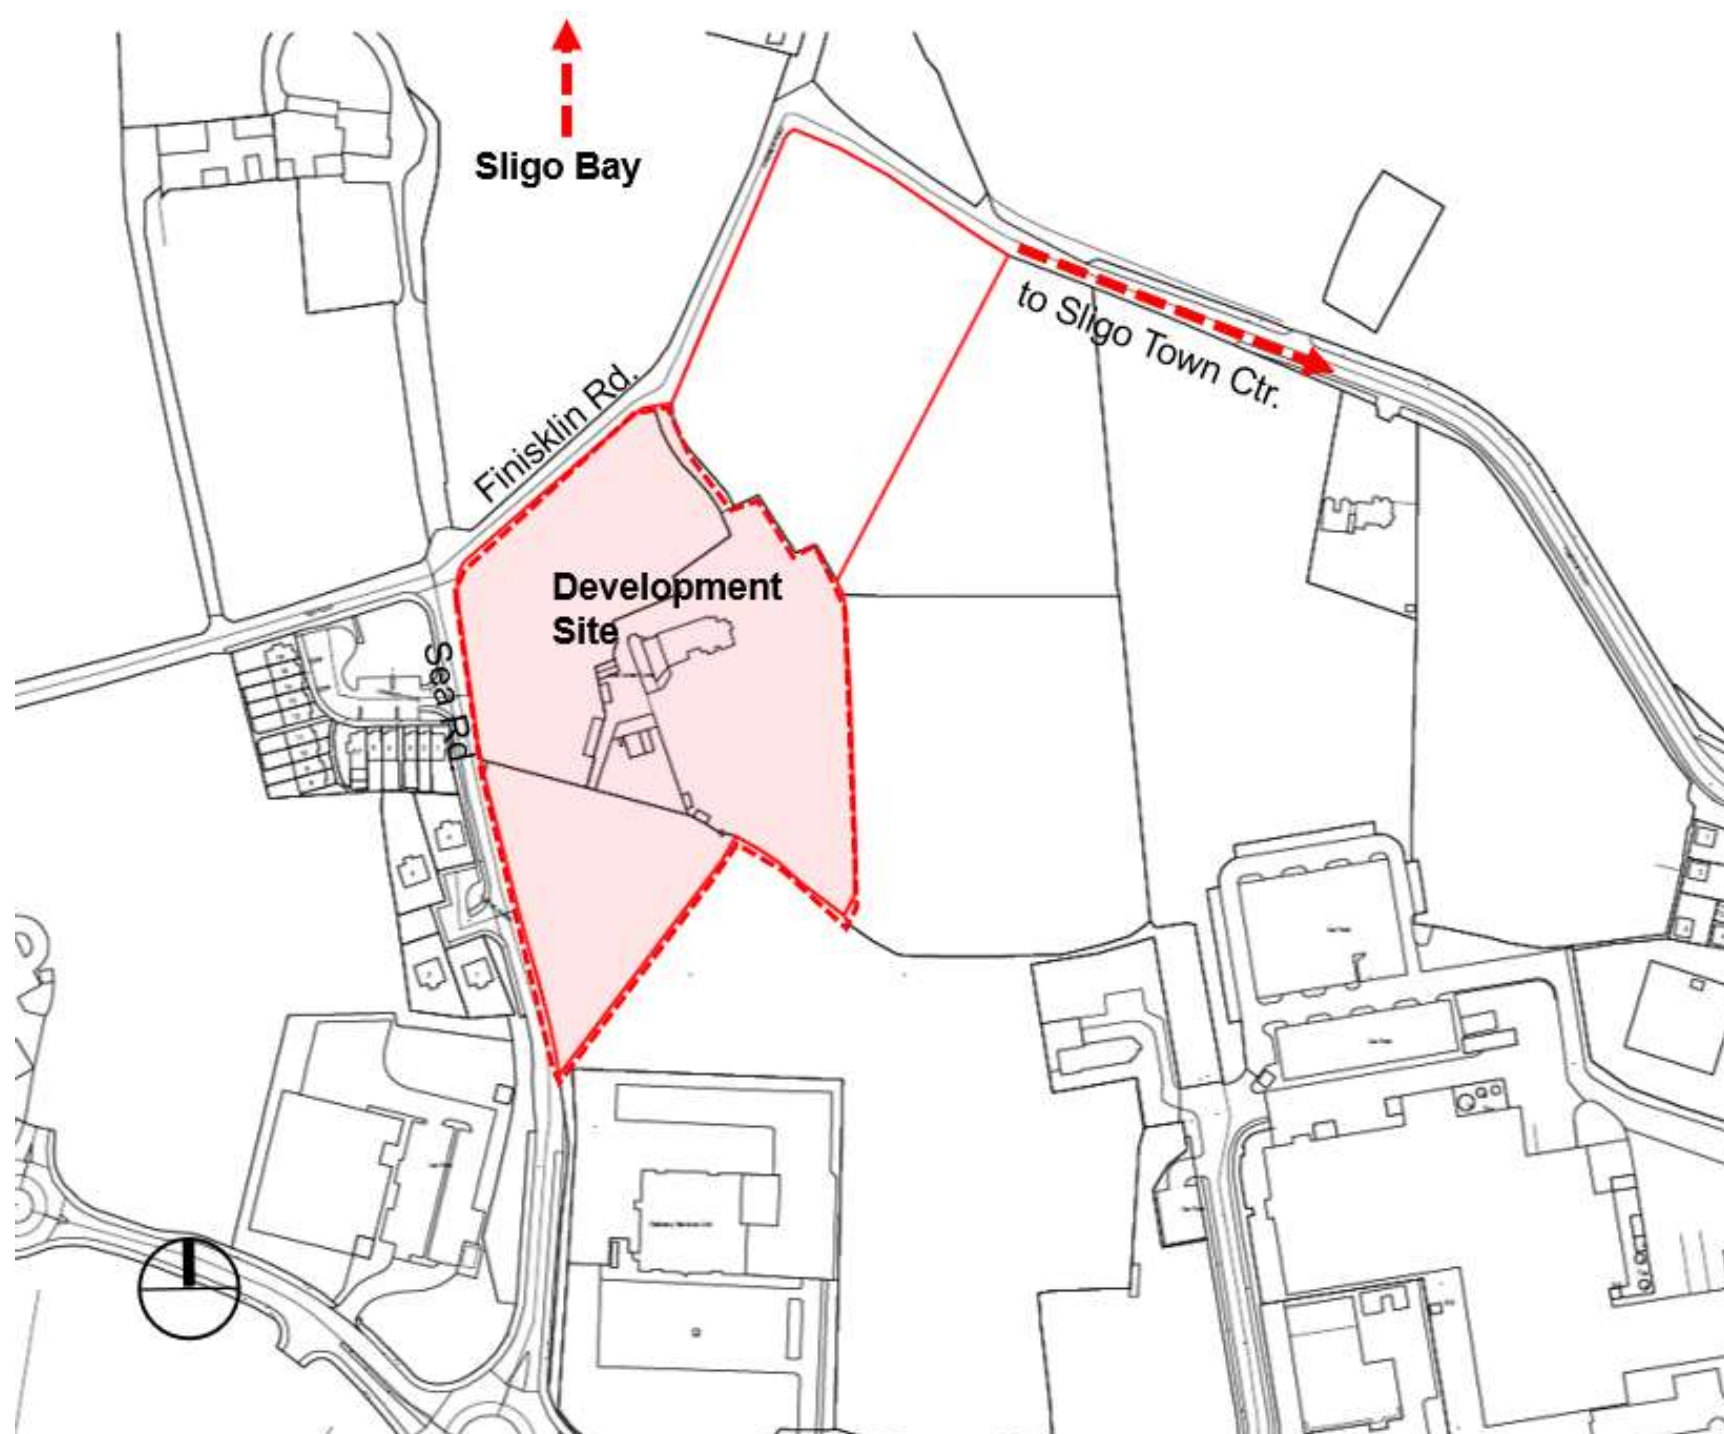 Sligo Bay
to Sligo Town Ctr.
Finisklin Rd.
Development
Site
Sea Rd.